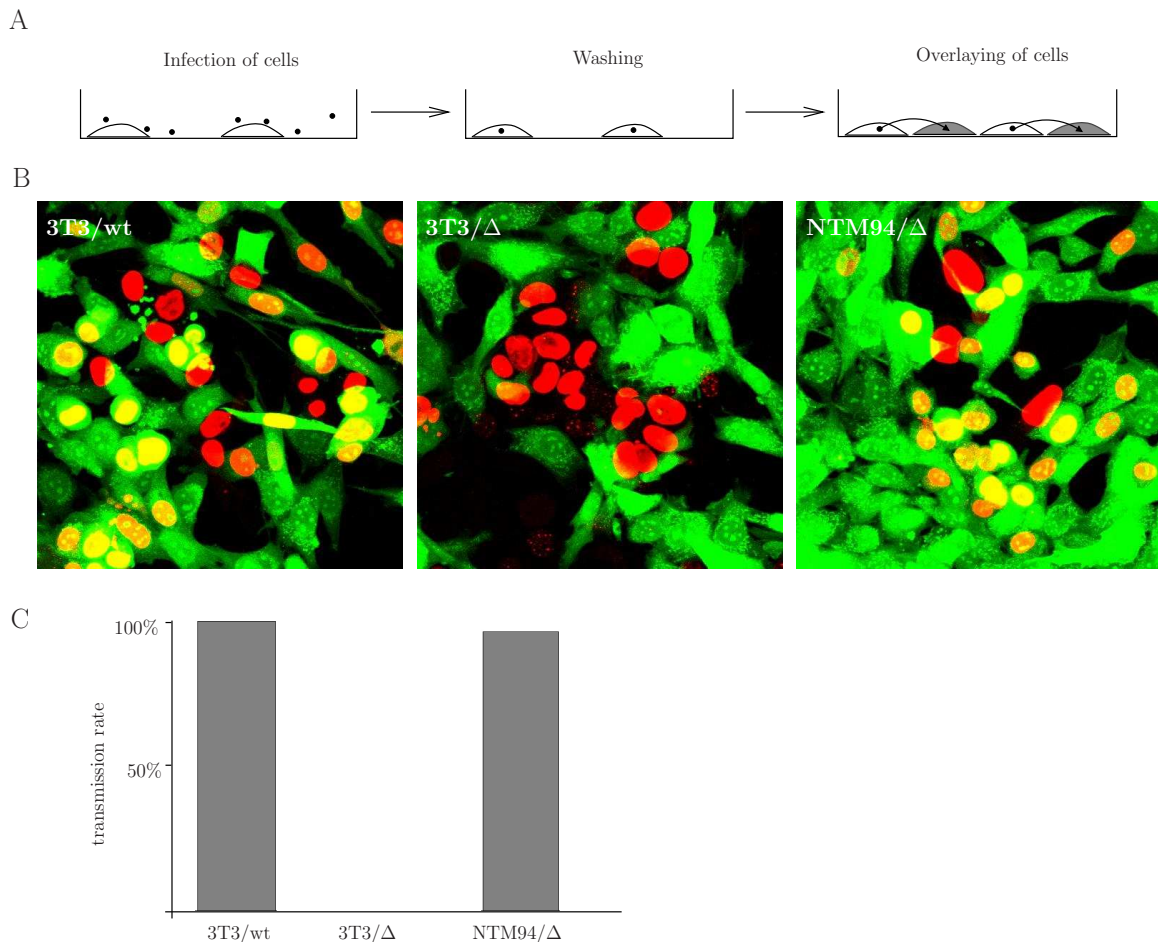 A
Infection of cells
Washing
Overlaying of cells
B
3T3/wt
3T3/Δ
NTM94/Δ
C
100%
50%
transmission rate
3T3/wt
3T3/Δ
NTM94/Δ